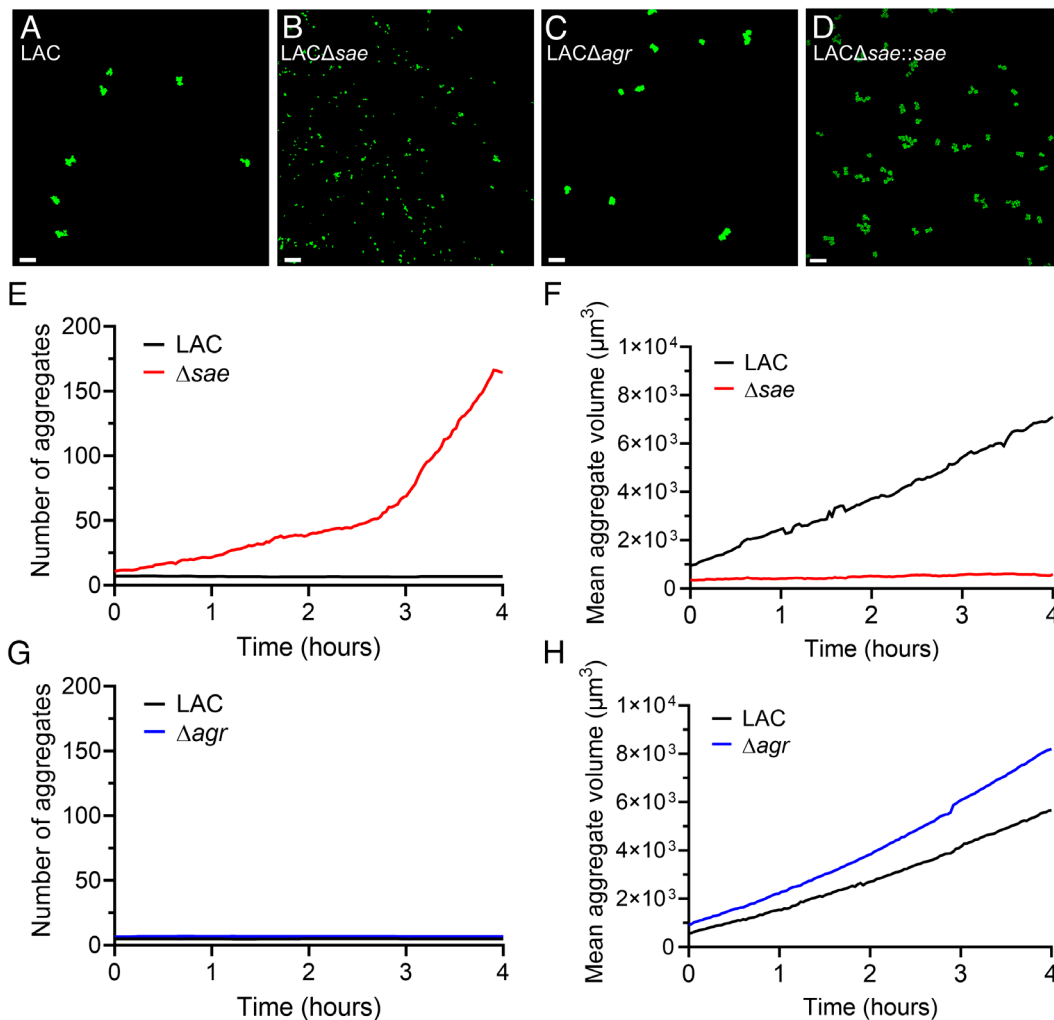 A
LAC
B
LACΔsae
C
LACΔagr
D
LACΔsae::sae
E
LAC
Δsae
200
150
100
50
0
Number of aggregates
0 1 2 3 4
Time (hours)
F
LAC
Δsae
1×10⁴
8×10³
6×10³
4×10³
2×10³
0
Mean aggregate volume (µm³)
0 1 2 3 4
Time (hours)
G
LAC
Δagr
200
150
100
50
0
Number of aggregates
0 1 2 3 4
Time (hours)
H
LAC
Δagr
1×10⁴
8×10³
6×10³
4×10³
2×10³
0
Mean aggregate volume (µm³)
0 1 2 3 4
Time (hours)